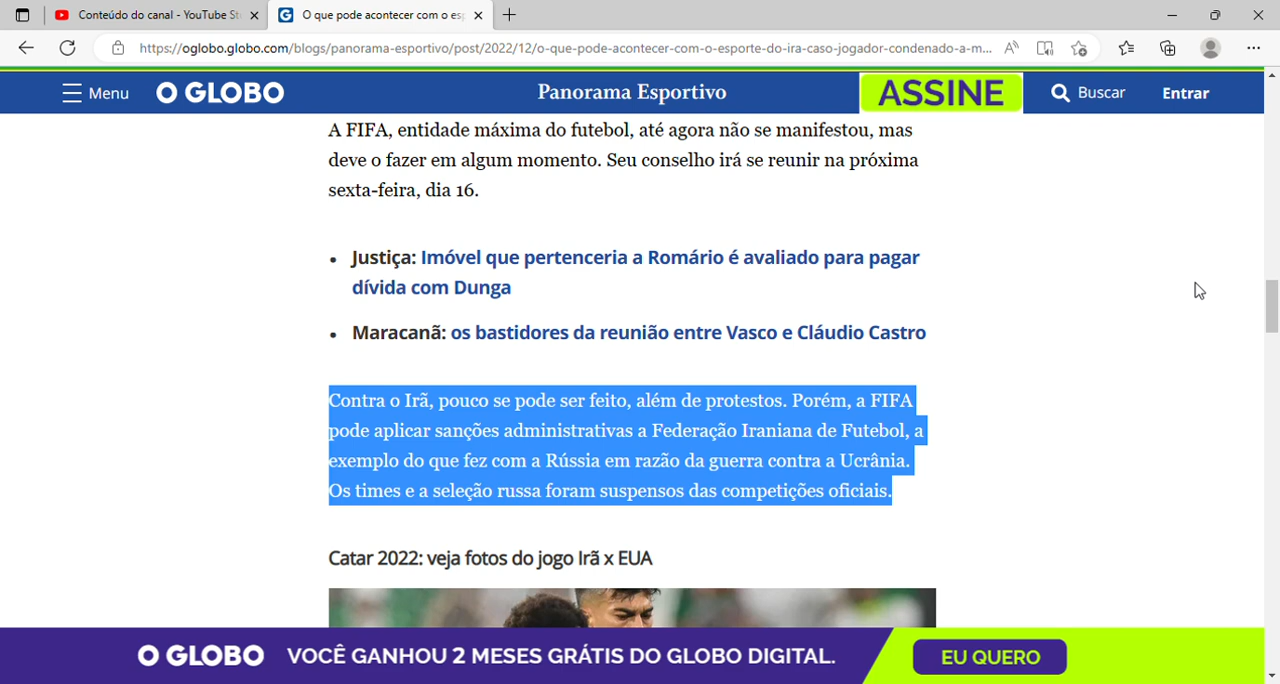 Conteúdo do canal - YouTube St
O que pode acontecer com o esp
https://oglobo.globo.com/blogs/panorama-esportivo/post/2022/12/o-que-pode-acontecer-com-o-esporte-do-ira-caso-jogador-condenado-a-m...
Menu O GLOBO Panorama Esportivo ASSINE Buscar Entrar
A FIFA, entidade máxima do futebol, até agora não se manifestou, mas
deve o fazer em algum momento. Seu conselho irá se reunir na próxima
sexta-feira, dia 16.
• Justiça: Imóvel que pertenceria a Romário é avaliado para pagar
dívida com Dunga
• Maracanã: os bastidores da reunião entre Vasco e Cláudio Castro
Contra o Irã, pouco se pode ser feito, além de protestos. Porém, a FIFA
pode aplicar sanções administrativas a Federação Iraniana de Futebol, a
exemplo do que fez com a Rússia em razão da guerra contra a Ucrânia.
Os times e a seleção russa foram suspensos das competições oficiais.
Catar 2022: veja fotos do jogo Irã x EUA
O GLOBO VOCÊ GANHOU 2 MESES GRÁTIS DO GLOBO DIGITAL. EU QUERO